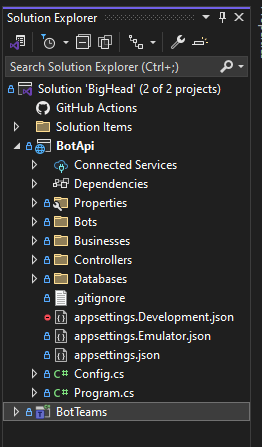 Solution Explorer
Search Solution Explorer (Ctrl+;)
Solution 'BigHead' (2 of 2 projects)
GitHub Actions
Solution Items
BotApi
Connected Services
Dependencies
Properties
Bots
Businesses
Controllers
Databases
.gitignore
appsettings.Development.json
appsettings.Emulator.json
appsettings.json
C# Config.cs
C# Program.cs
BotTeams